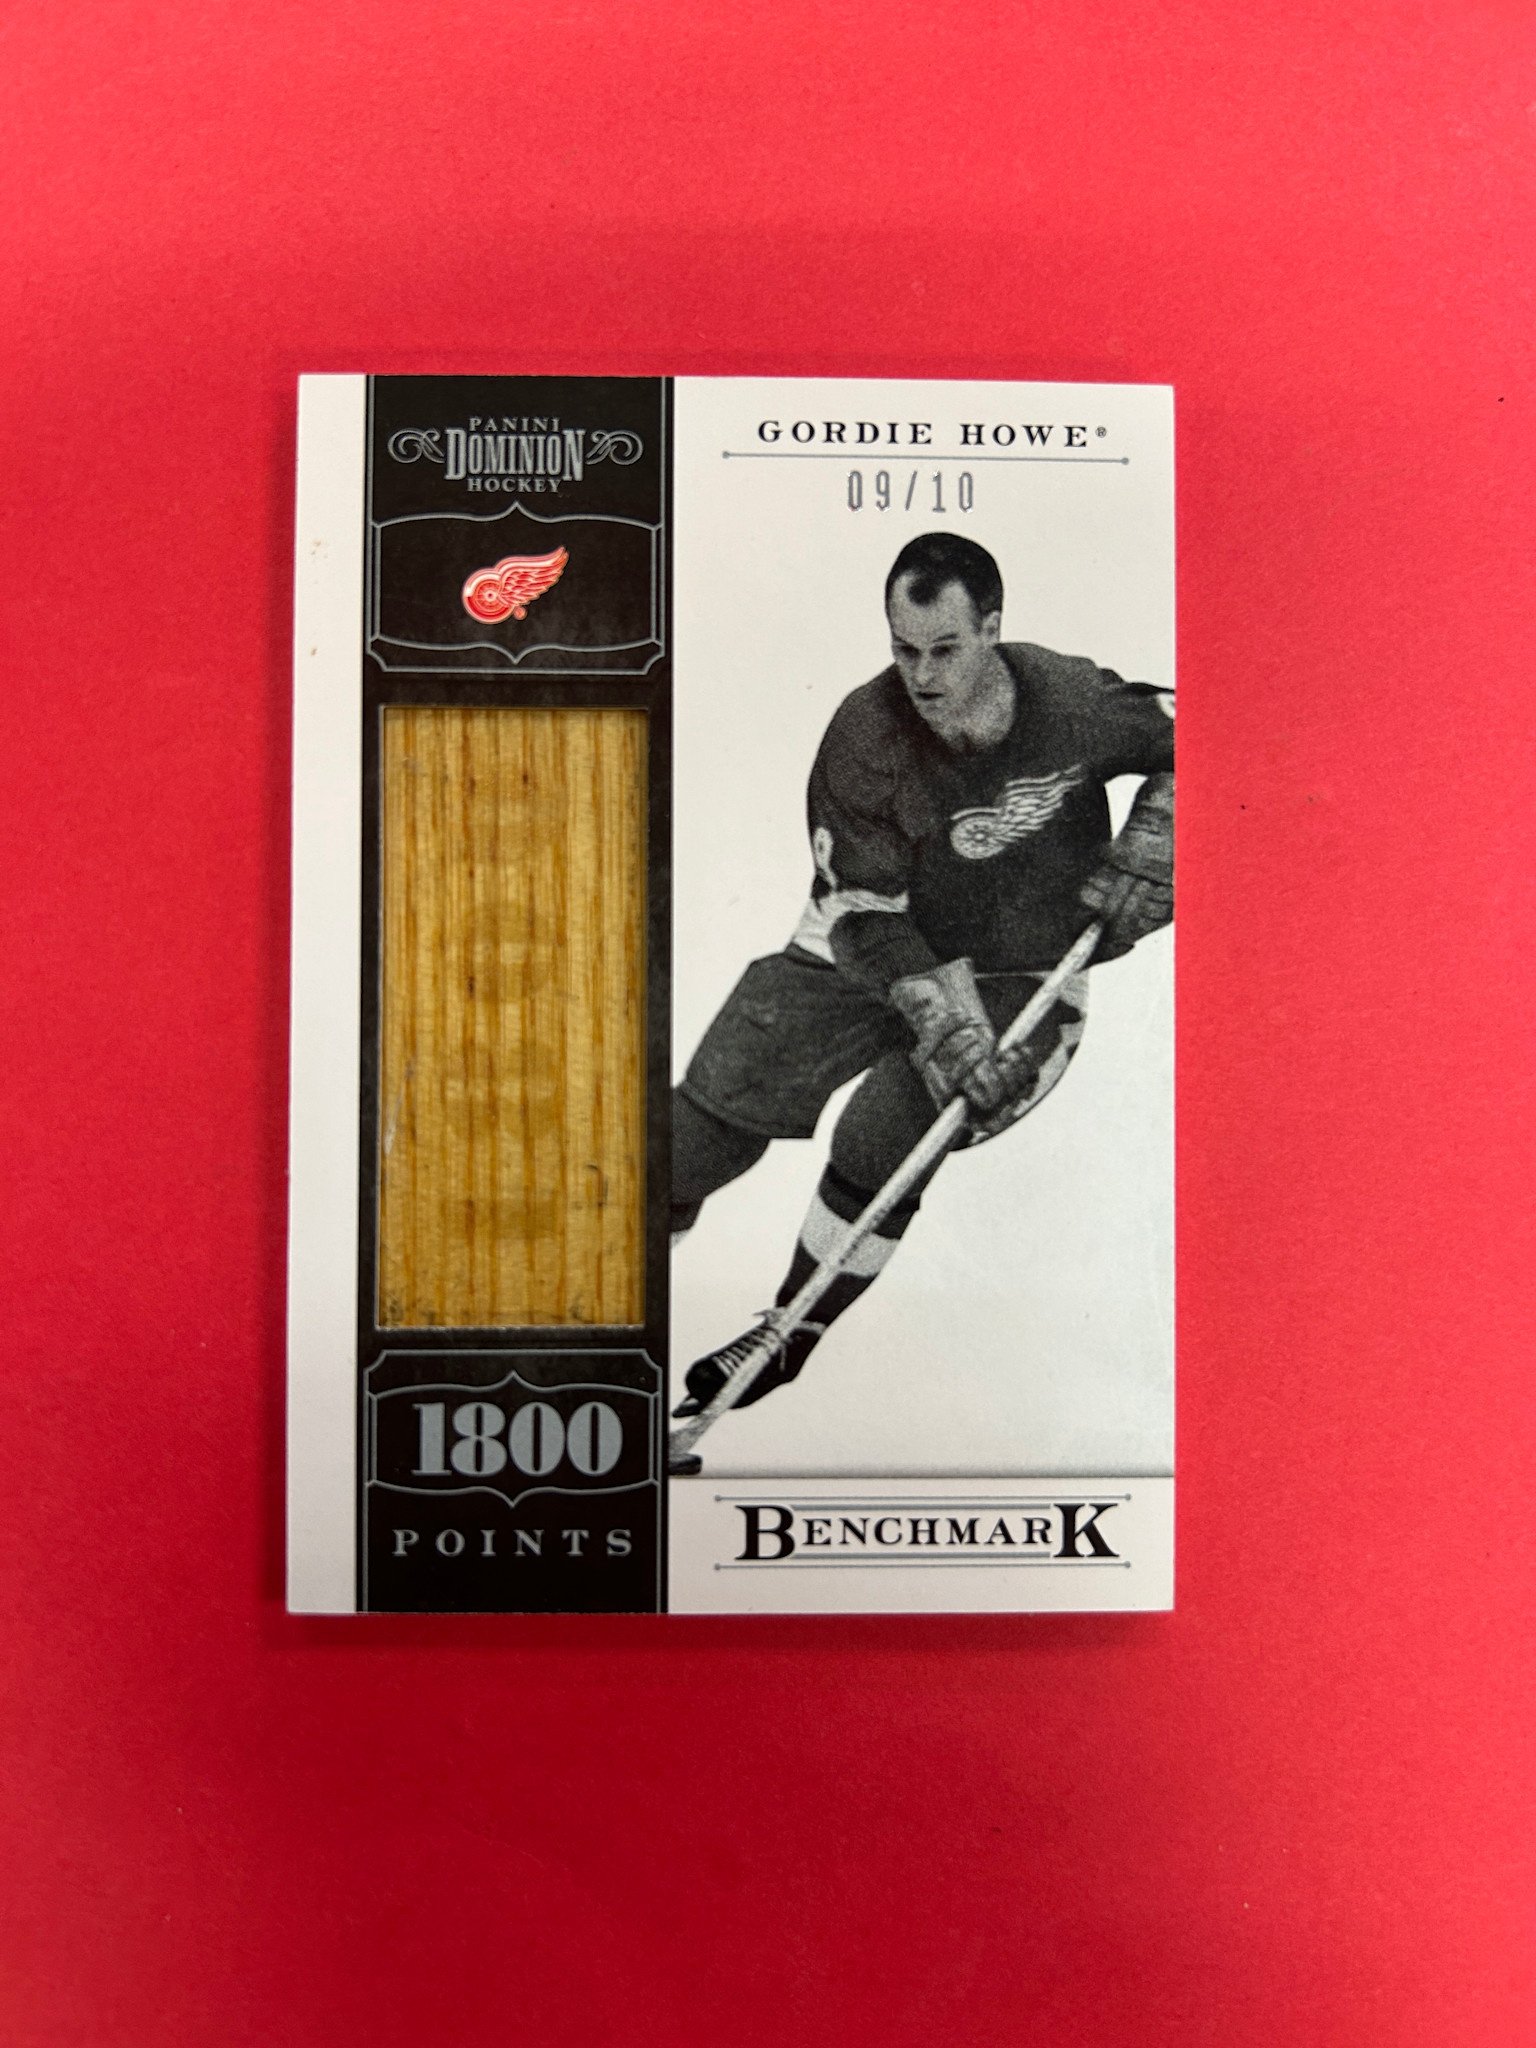 PANINI
DOMINION
HOCKEY
1800
POINTS
GORDIE HOWE®
09/10
BENCHMARK